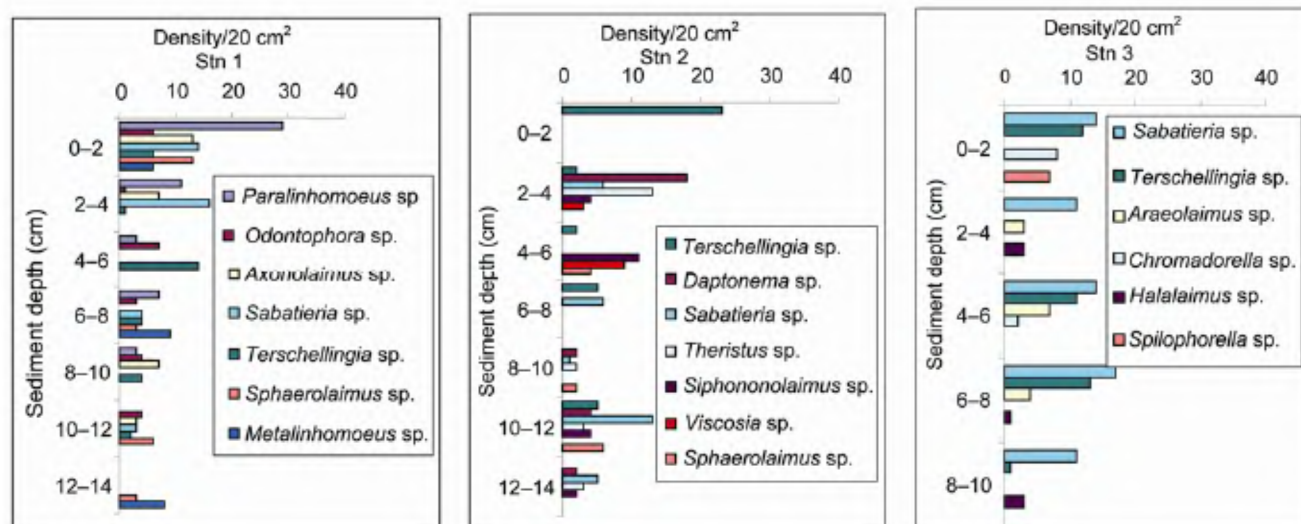 Density/20 cm²
Stn 1
0 10 20 30 40
Sediment depth (cm)
0–2
2–4
4–6
6–8
8–10
10–12
12–14
Paralinhomoeus sp
Odontophora sp.
Axonolaimus sp.
Sabatieria sp.
Terschellingia sp.
Sphaerolaimus sp.
Metalinhomoeus sp.
Density/20 cm²
Stn 2
0 10 20 30 40
Sediment depth (cm)
0–2
2–4
4–6
6–8
8–10
10–12
12–14
Terschellingia sp.
Daptonema sp.
Sabatieria sp.
Theristus sp.
Siphononolaimus sp.
Viscosia sp.
Sphaerolaimus sp.
Density/20 cm²
Stn 3
0 10 20 30 40
Sediment depth (cm)
0–2
2–4
4–6
6–8
8–10
Sabatieria sp.
Terschellingia sp.
Araeolaimus sp.
Chromadorella sp.
Halalaimus sp.
Spilophorella sp.